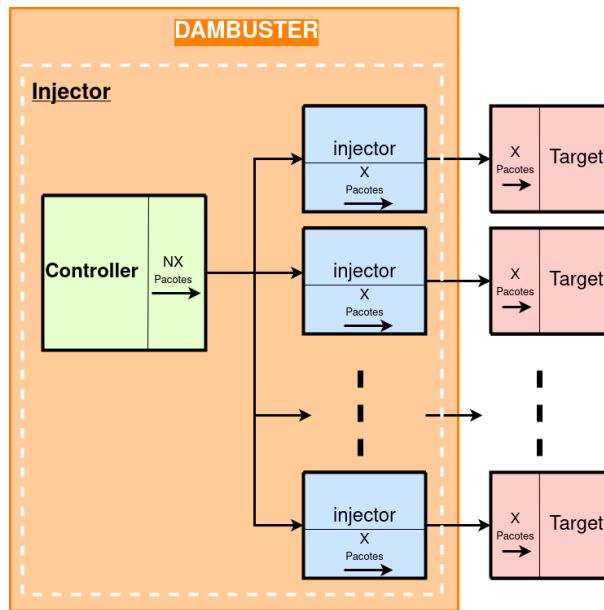 DAMBUSTER
Injector
injector
X
Pacotes
X
Pacotes
Target
Controller
NX
Pacotes
injector
X
Pacotes
X
Pacotes
Target
injector
X
Pacotes
X
Pacotes
Target